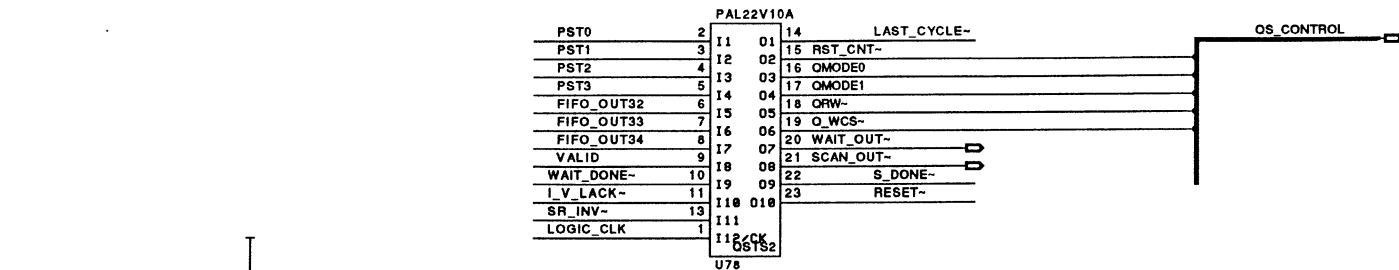 PAL22V10A
PST0 2 I1 O1 14 LAST_CYCLE~
QS_CONTROL
PST1 3 I2 O2 15 RST_CNT~
PST2 4 I3 O3 16 QMODE0
PST3 5 I4 O4 17 QMODE1
FIFO_OUT32 6 I5 O5 18 QRW~
FIFO_OUT33 7 I6 O6 19 Q_WCS~
FIFO_OUT34 8 I7 O7 20 WAIT_OUT~
VALID 9 I8 O8 21 SCAN_OUT~
WAIT_DONE~ 10 I9 O9 22 S_DONE~
I_V_LACK~ 11 I10 O10 23 RESET~
SR_INV~ 13 I11
LOGIC_CLK 1 I12/CK
QSTS2
U78